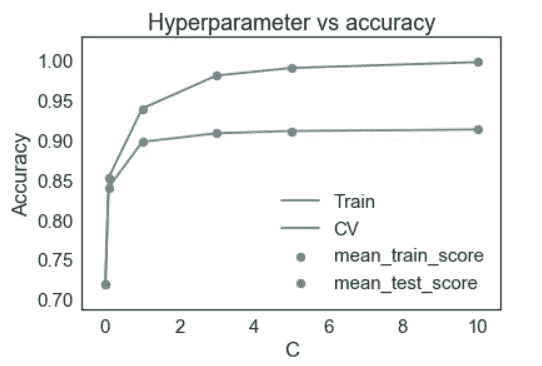 Hyperparameter vs accuracy
1.00
0.95
0.90
0.85
0.80
0.75
0.70
Accuracy
Train
CV
mean_train_score
mean_test_score
0 2 4 6 8 10
C